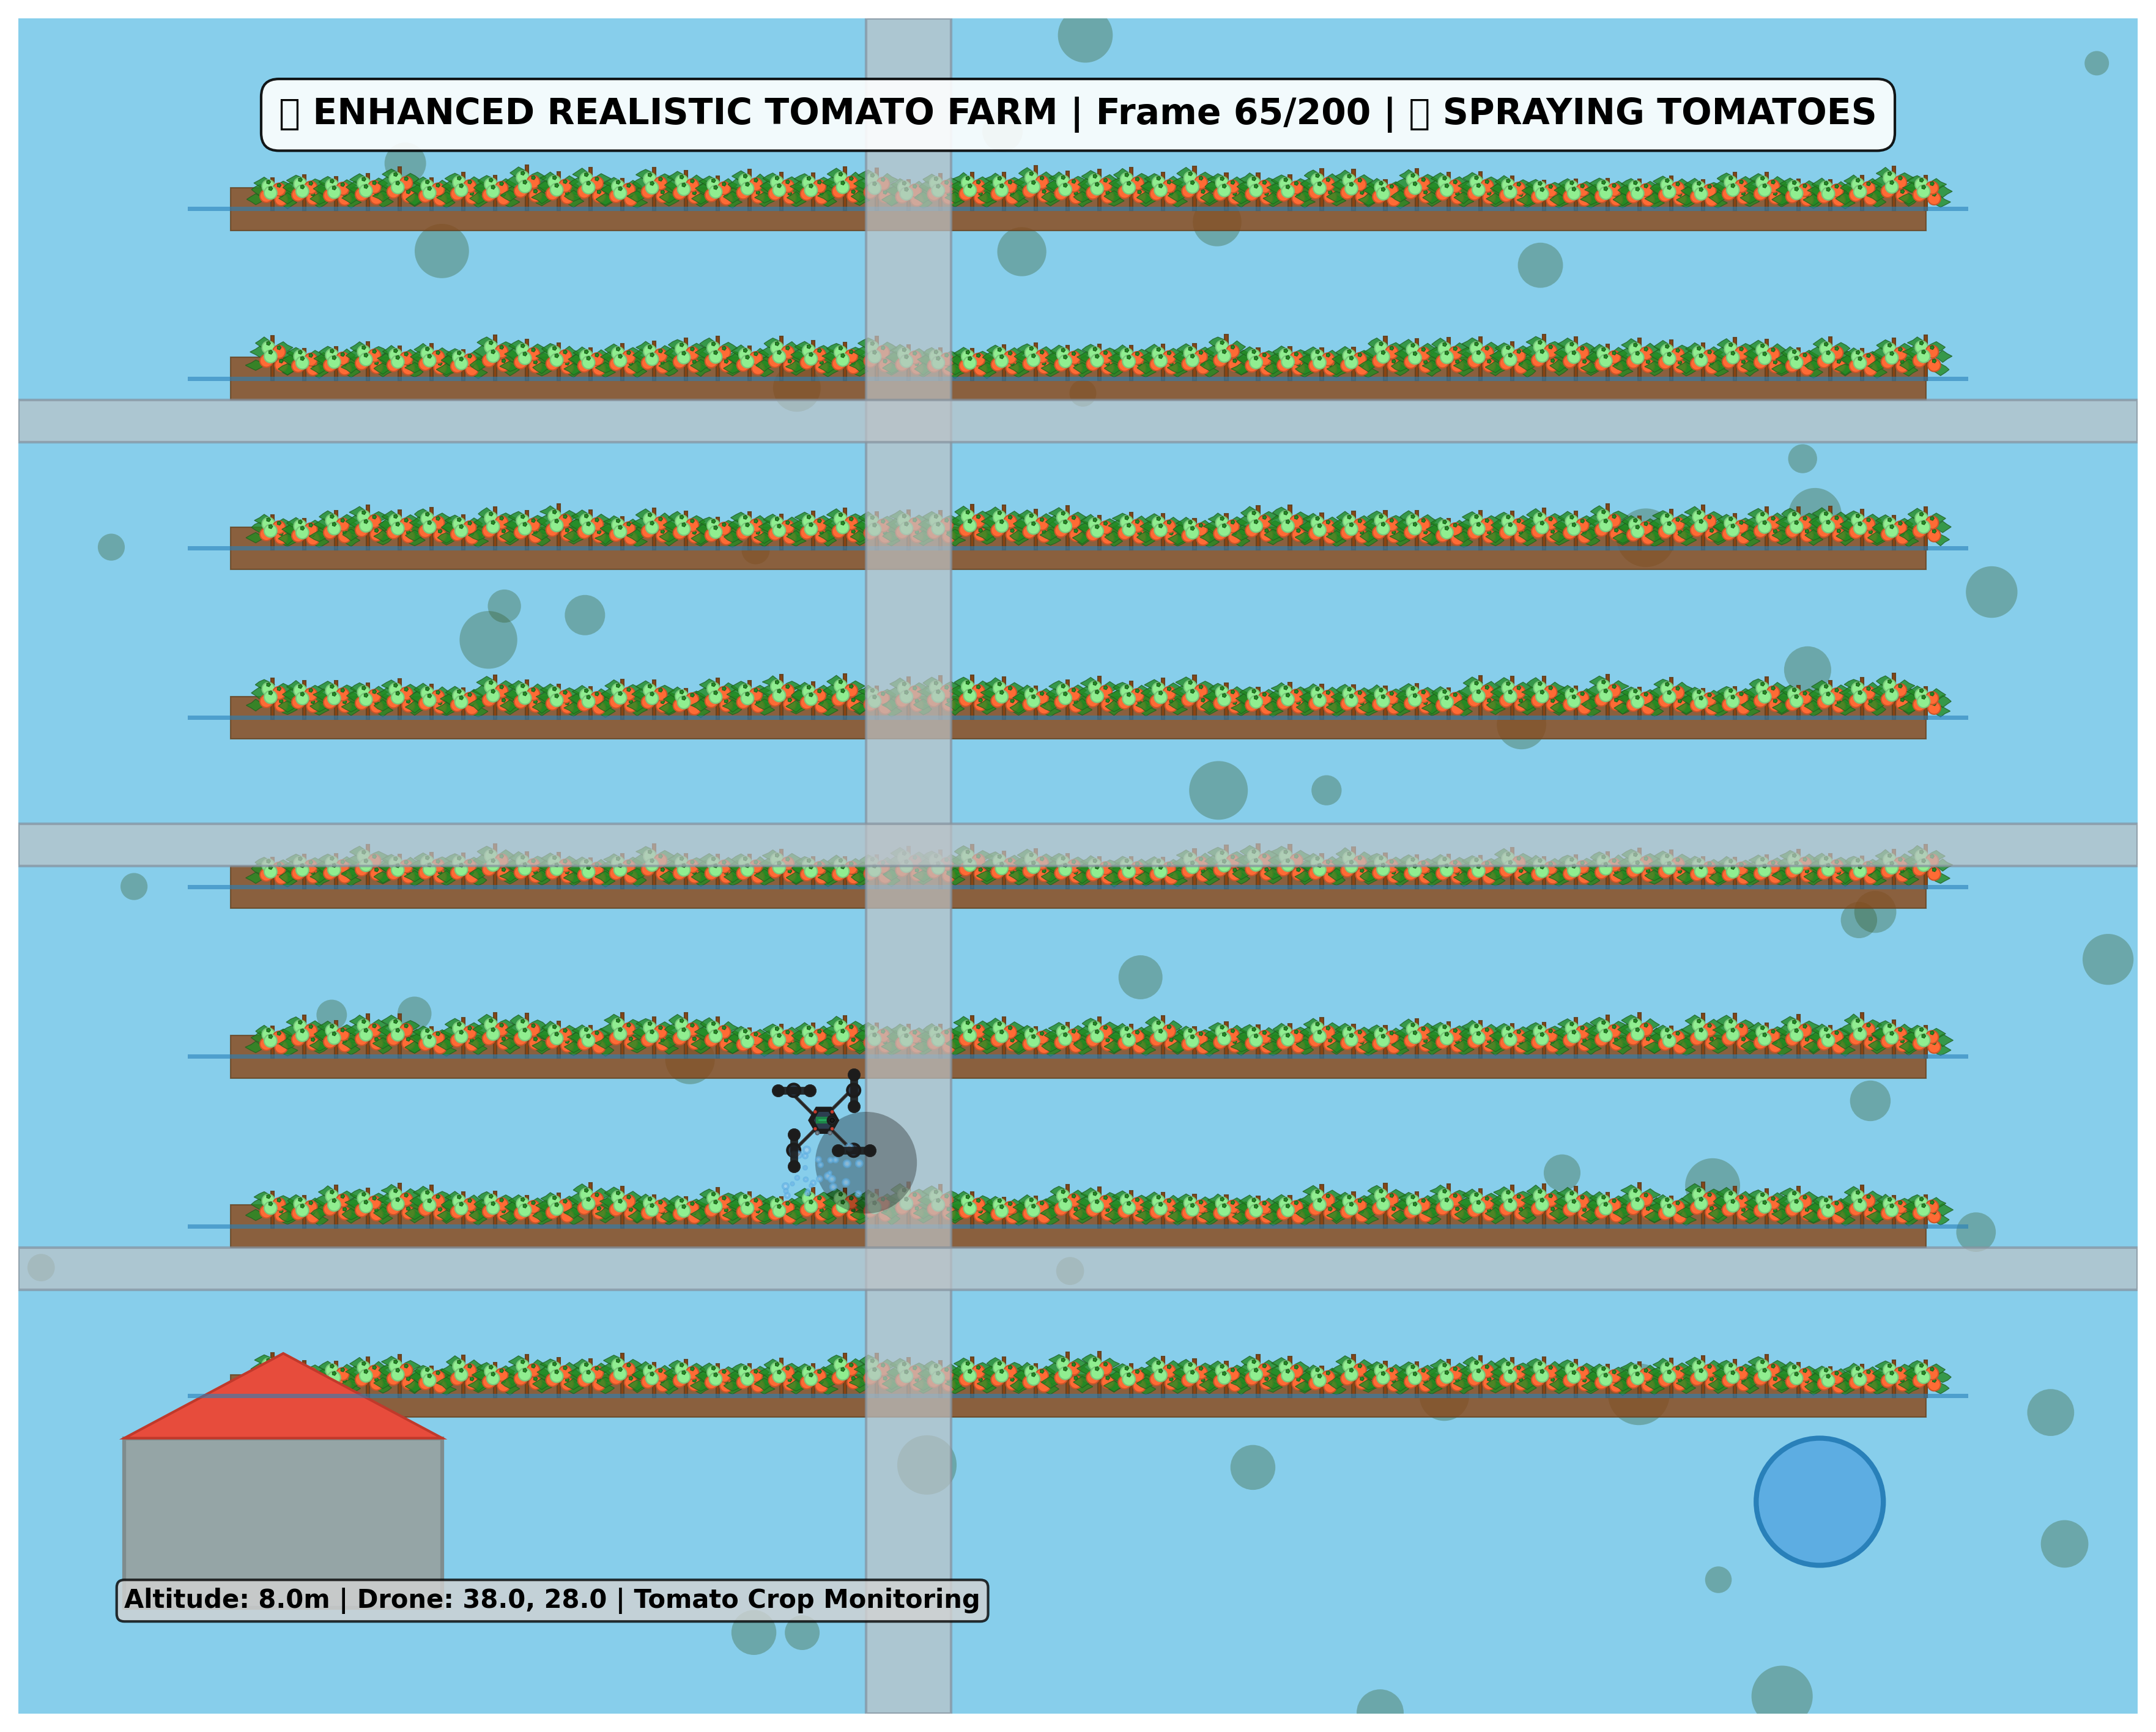 ▯ ENHANCED REALISTIC TOMATO FARM | Frame 65/200 | ▯ SPRAYING TOMATOES
Altitude: 8.0m | Drone: 38.0, 28.0 | Tomato Crop Monitoring